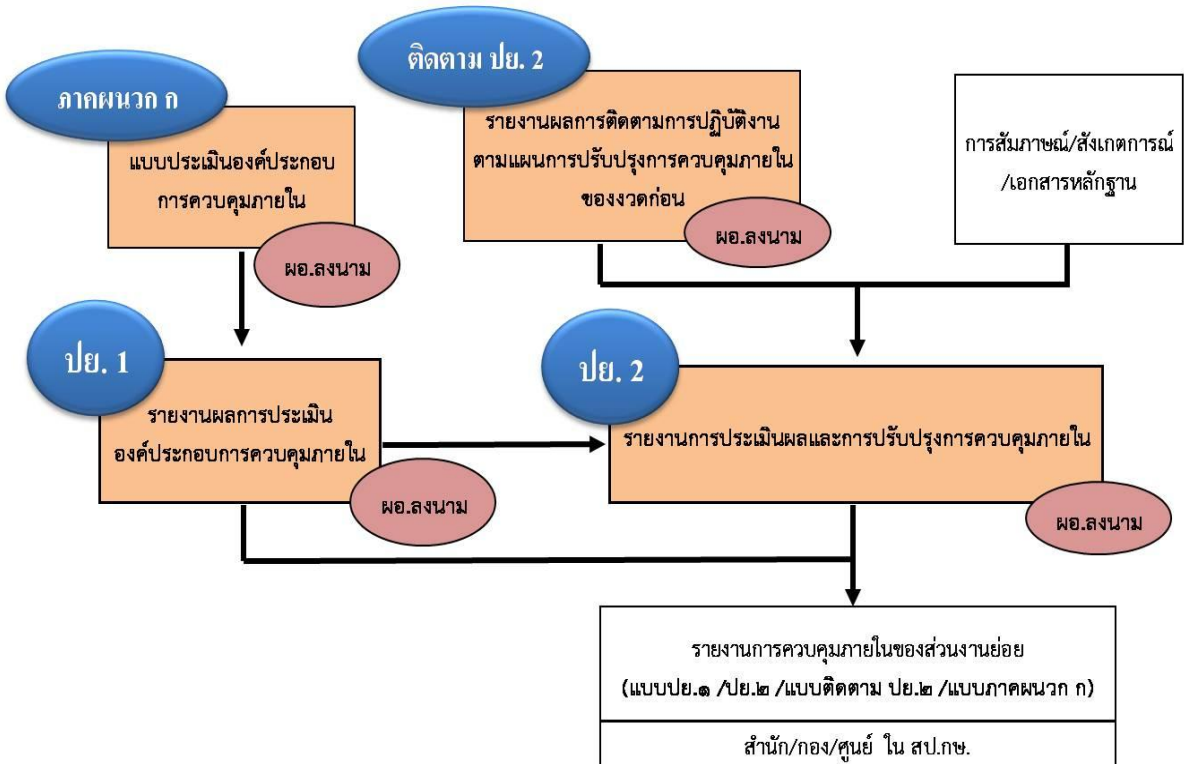 ภาคผนวก ก
แบบประเมินองค์ประกอบ
การควบคุมภายใน
ผอ.ลงนาม
ติดตาม ปย. 2
รายงานผลการติดตามการปฏิบัติงาน
ตามแผนการปรับปรุงการควบคุมภายใน
ของงวดก่อน
ผอ.ลงนาม
การสัมภาษณ์/สังเกตการณ์
/เอกสารหลักฐาน
ปย. 1
รายงานผลการประเมิน
องค์ประกอบการควบคุมภายใน
ผอ.ลงนาม
ปย. 2
รายงานการประเมินผลและการปรับปรุงการควบคุมภายใน
ผอ.ลงนาม
รายงานการควบคุมภายในของส่วนงานย่อย
(แบบปย.๑ /ปย.๒ /แบบติดตาม ปย.๒ /แบบภาคผนวก ก)
สำนัก/กอง/ศูนย์ ใน สป.กษ.